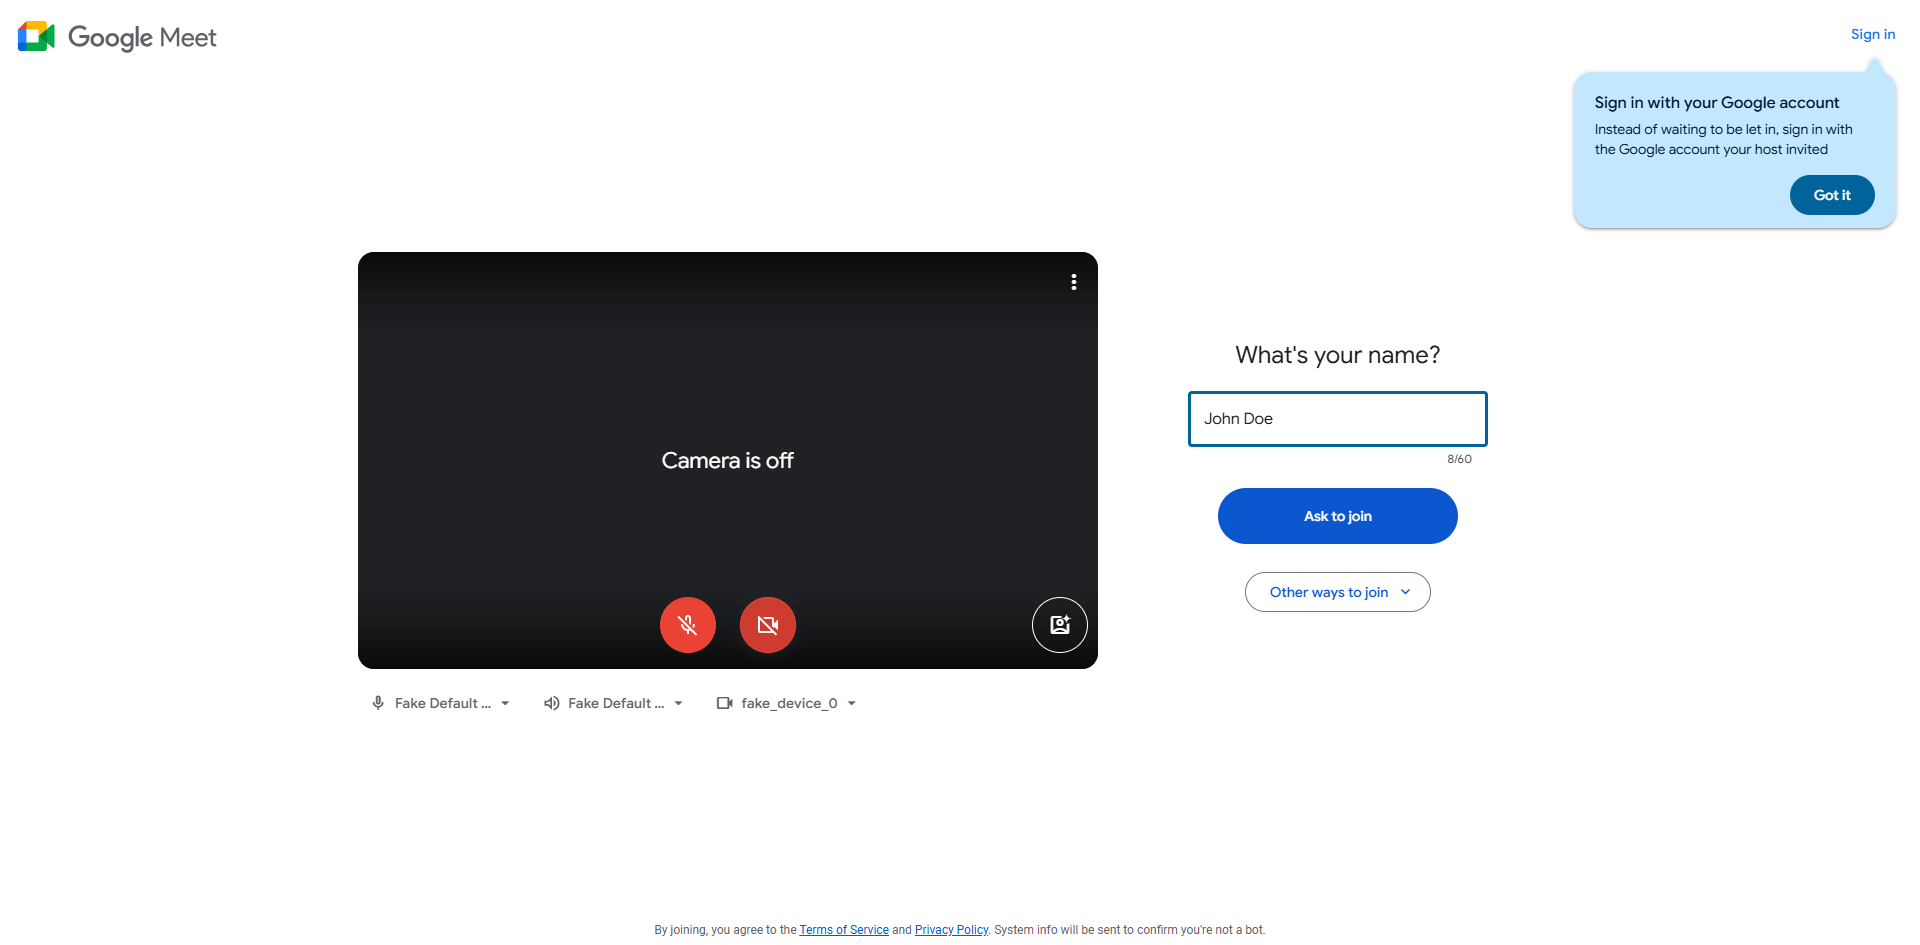 Google Meet
Sign in
Sign in with your Google account
Instead of waiting to be let in, sign in with
the Google account your host invited
Got it
Camera is off
What's your name?
John Doe
8/60
Ask to join
Other ways to join
Fake Default ...
Fake Default ...
fake_device_0
By joining, you agree to the Terms of Service and Privacy Policy. System info will be sent to confirm you're not a bot.